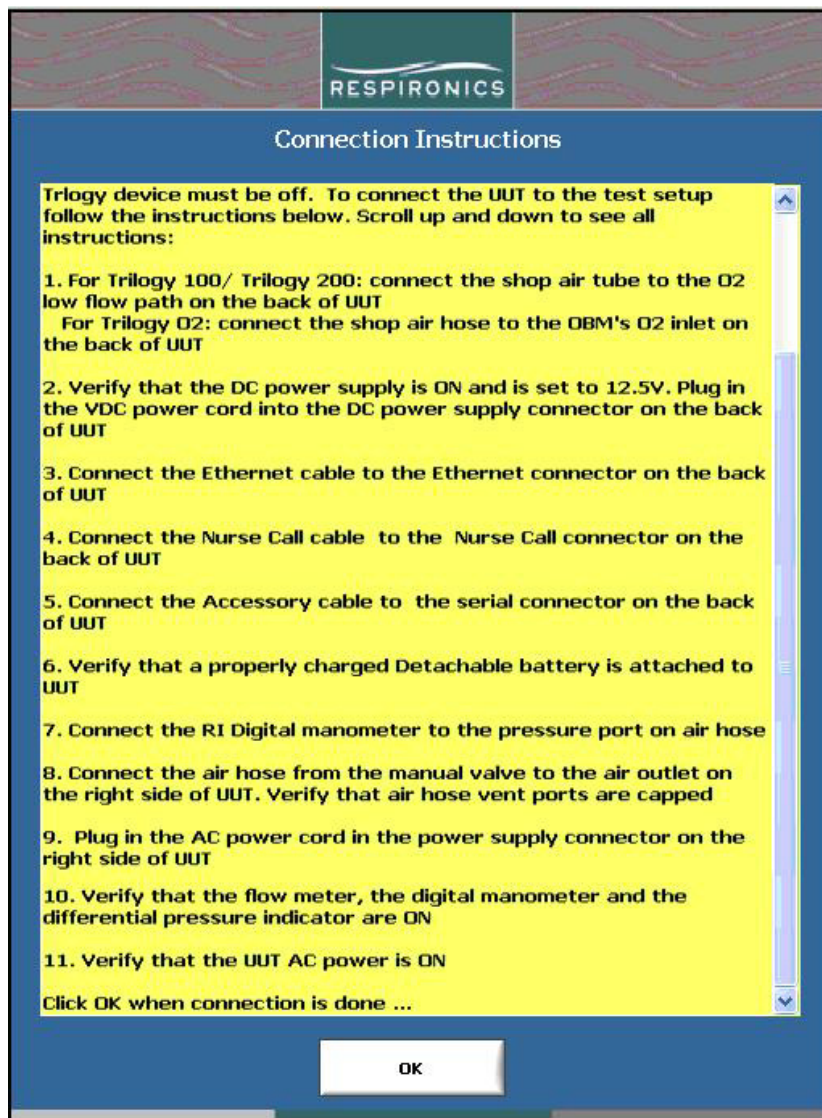 RESPIRONICS
Connection Instructions
Trlogy device must be off. To connect the UUT to the test setup
follow the instructions below. Scroll up and down to see all
instructions:
1. For Trilogy 100/ Trilogy 200: connect the shop air tube to the O2
low flow path on the back of UUT
For Trilogy O2: connect the shop air hose to the OBM's O2 inlet on
the back of UUT
2. Verify that the DC power supply is ON and is set to 12.5V. Plug in
the VDC power cord into the DC power supply connector on the back
of UUT
3. Connect the Ethernet cable to the Ethernet connector on the back
of UUT
4. Connect the Nurse Call cable to the Nurse Call connector on the
back of UUT
5. Connect the Accessory cable to the serial connector on the back
of UUT
6. Verify that a properly charged Detachable battery is attached to
UUT
7. Connect the RI Digital manometer to the pressure port on air hose
8. Connect the air hose from the manual valve to the air outlet on
the right side of UUT. Verify that air hose vent ports are capped
9. Plug in the AC power cord in the power supply connector on the
right side of UUT
10. Verify that the flow meter, the digital manometer and the
differential pressure indicator are ON
11. Verify that the UUT AC power is ON
Click OK when connection is done ...
OK